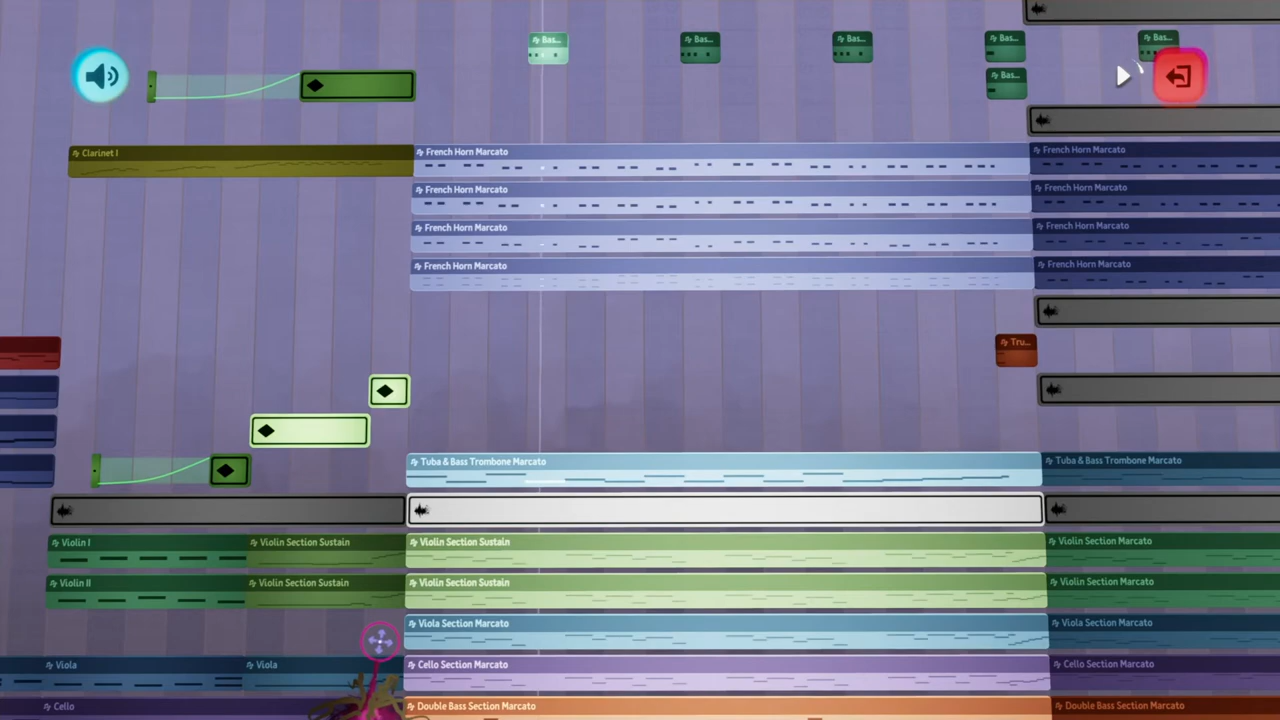 Bas...
Bas...
Bas...
Bas...
Bas...
Bas...
Clarinet I
French Horn Marcato
French Horn Marcato
French Horn Marcato
French Horn Marcato
French Horn Marcato
French Horn Marcato
French Horn Marcato
French Horn Marcato
Tru...
Tuba & Bass Trombone Marcato
Tuba & Bass Trombone Marcato
Violin I
Violin Section Sustain
Violin Section Sustain
Violin Section Marcato
Violin II
Violin Section Sustain
Violin Section Sustain
Violin Section Marcato
Viola Section Marcato
Viola Section Marcato
Viola
Viola
Cello Section Marcato
Cello Section Marcato
Cello
Double Bass Section Marcato
Double Bass Section Marcato